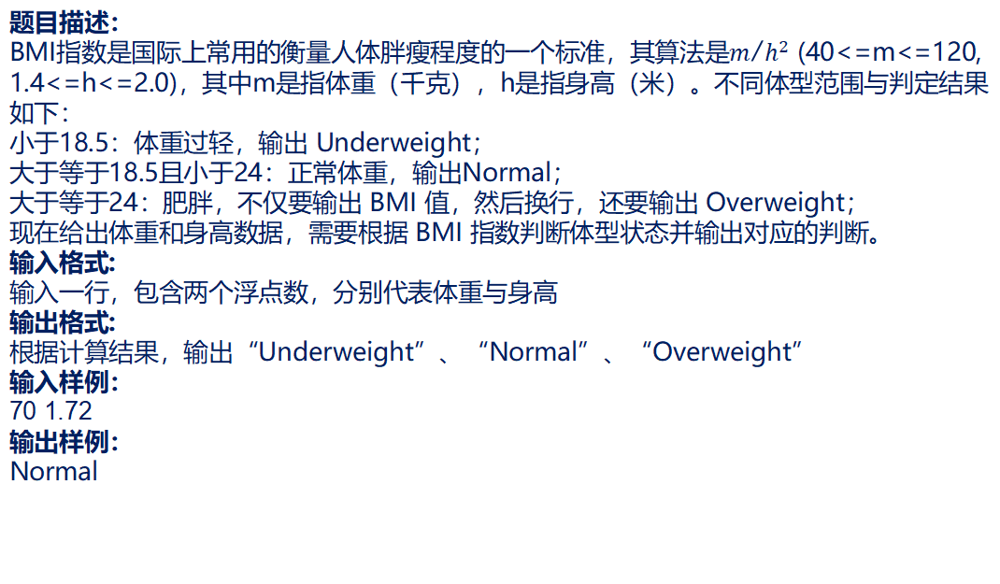 题目描述：
BMI指数是国际上常用的衡量人体胖瘦程度的一个标准，其算法是m/h² (40<=m<=120,
1.4<=h<=2.0)，其中m是指体重（千克），h是指身高（米）。不同体型范围与判定结果
如下：
小于18.5：体重过轻，输出 Underweight；
大于等于18.5且小于24：正常体重，输出Normal；
大于等于24：肥胖，不仅要输出 BMI 值，然后换行，还要输出 Overweight；
现在给出体重和身高数据，需要根据 BMI 指数判断体型状态并输出对应的判断。
输入格式:
输入一行，包含两个浮点数，分别代表体重与身高
输出格式:
根据计算结果，输出“Underweight”、“Normal”、“Overweight”
输入样例：
70 1.72
输出样例：
Normal